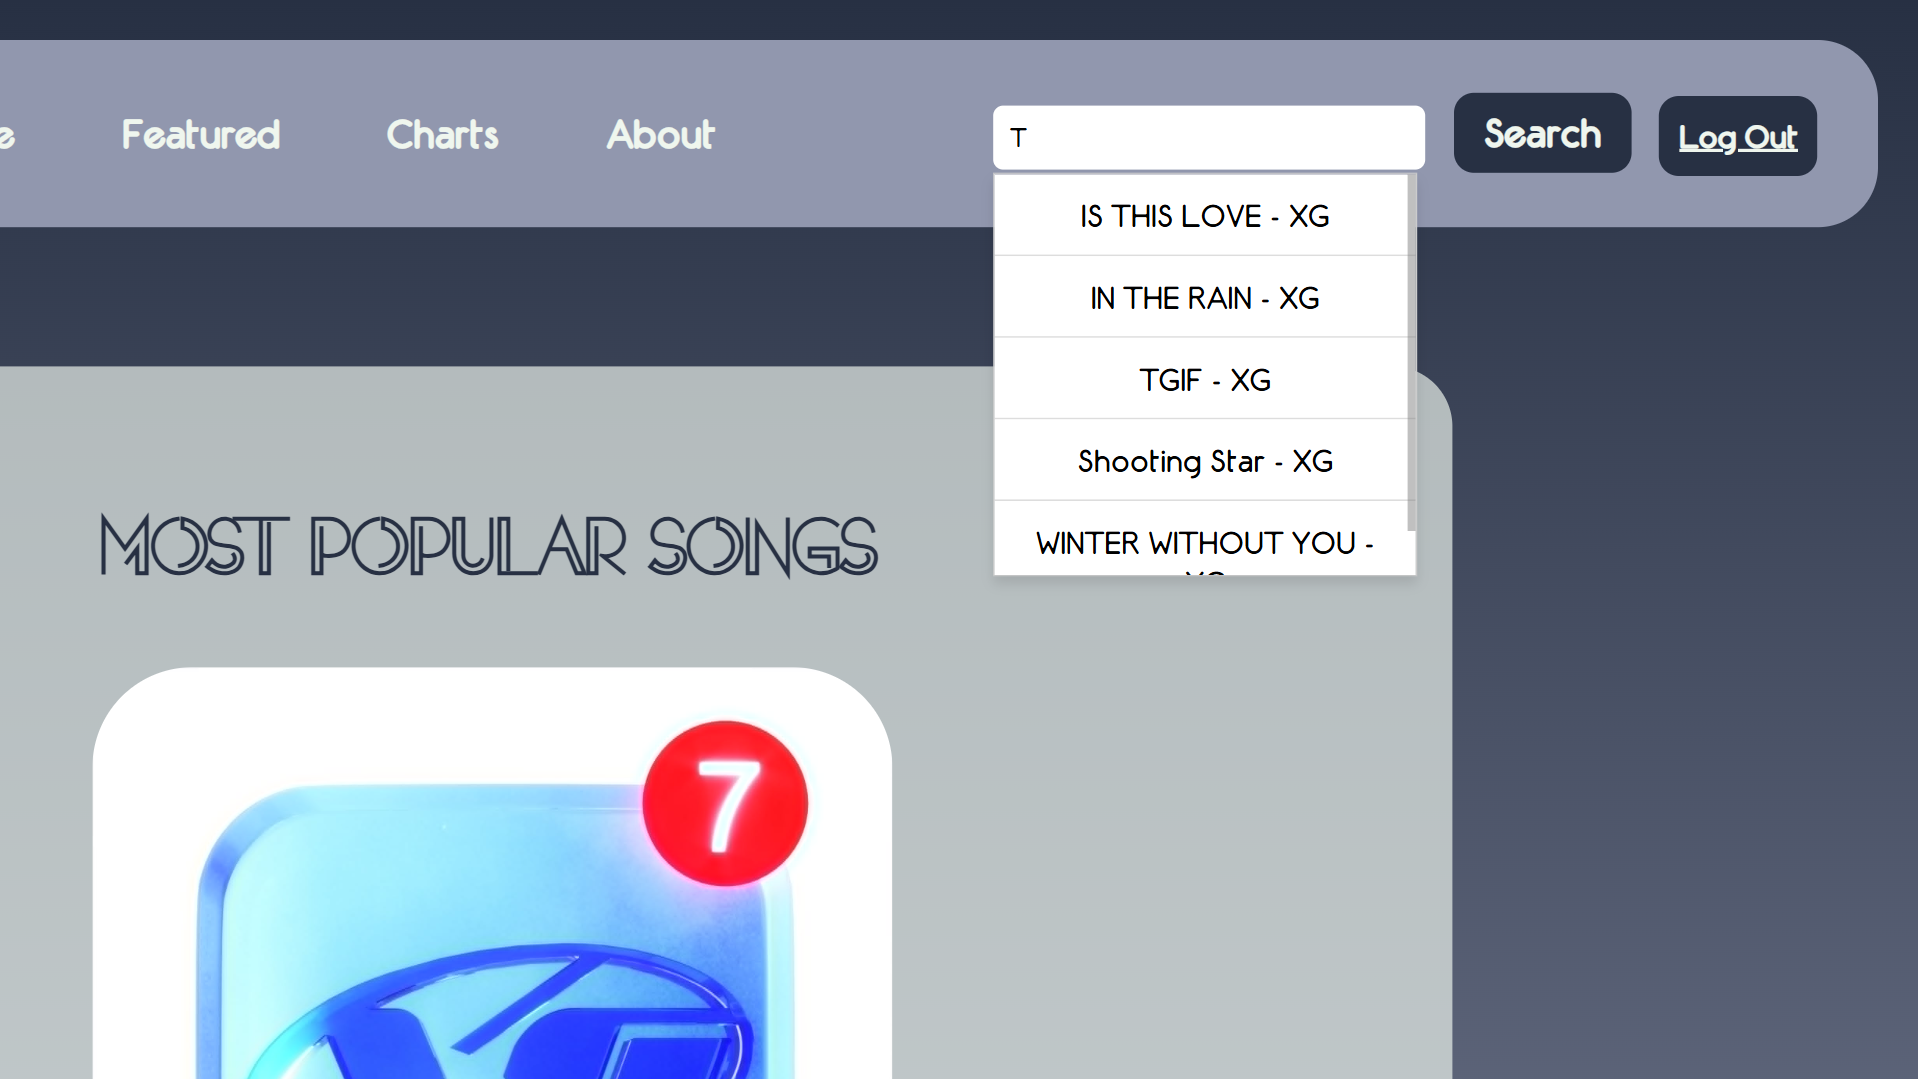 e Featured Charts About T Search Log Out
IS THIS LOVE - XG
IN THE RAIN - XG
TGIF - XG
Shooting Star - XG
WINTER WITHOUT YOU -
XG
MOST POPULAR SONGS
7